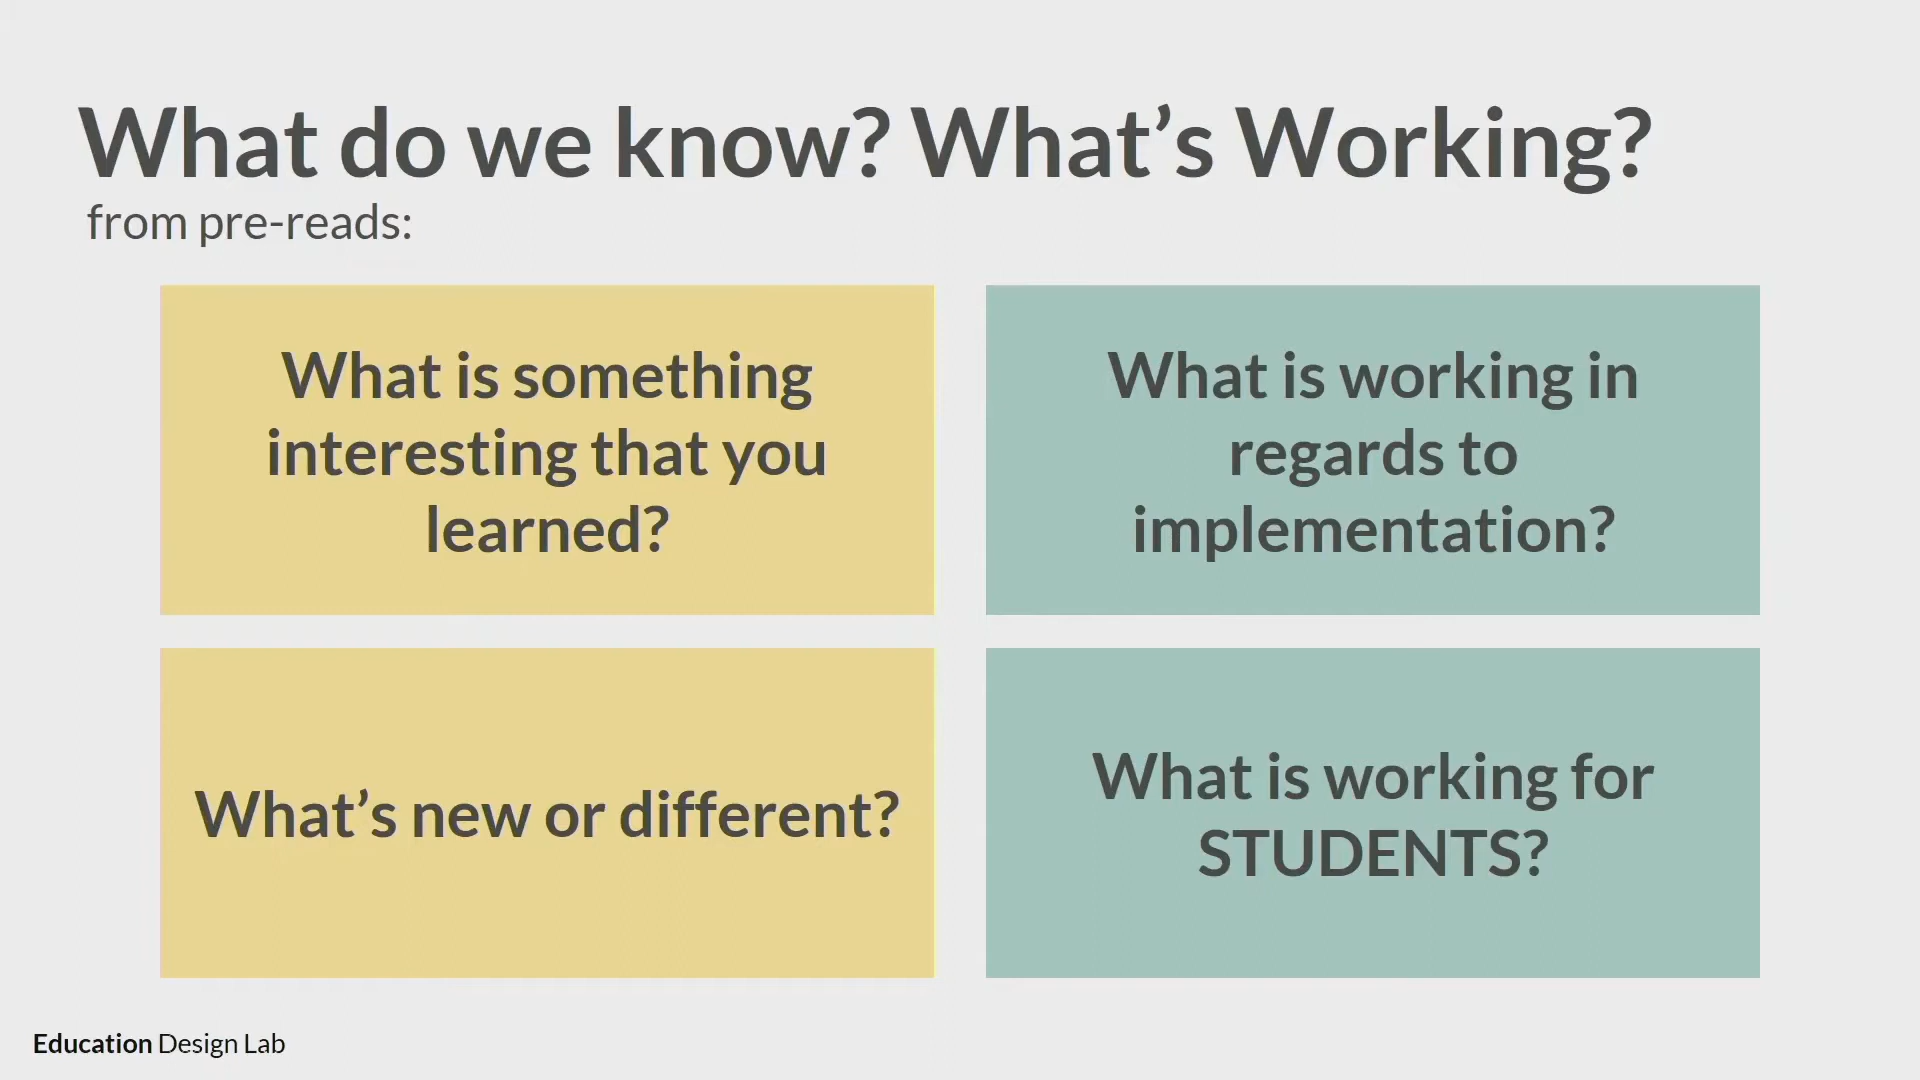 What do we know? What’s Working?
from pre-reads:
What is something
interesting that you
learned?
What is working in
regards to
implementation?
What’s new or different?
What is working for
STUDENTS?
Education Design Lab